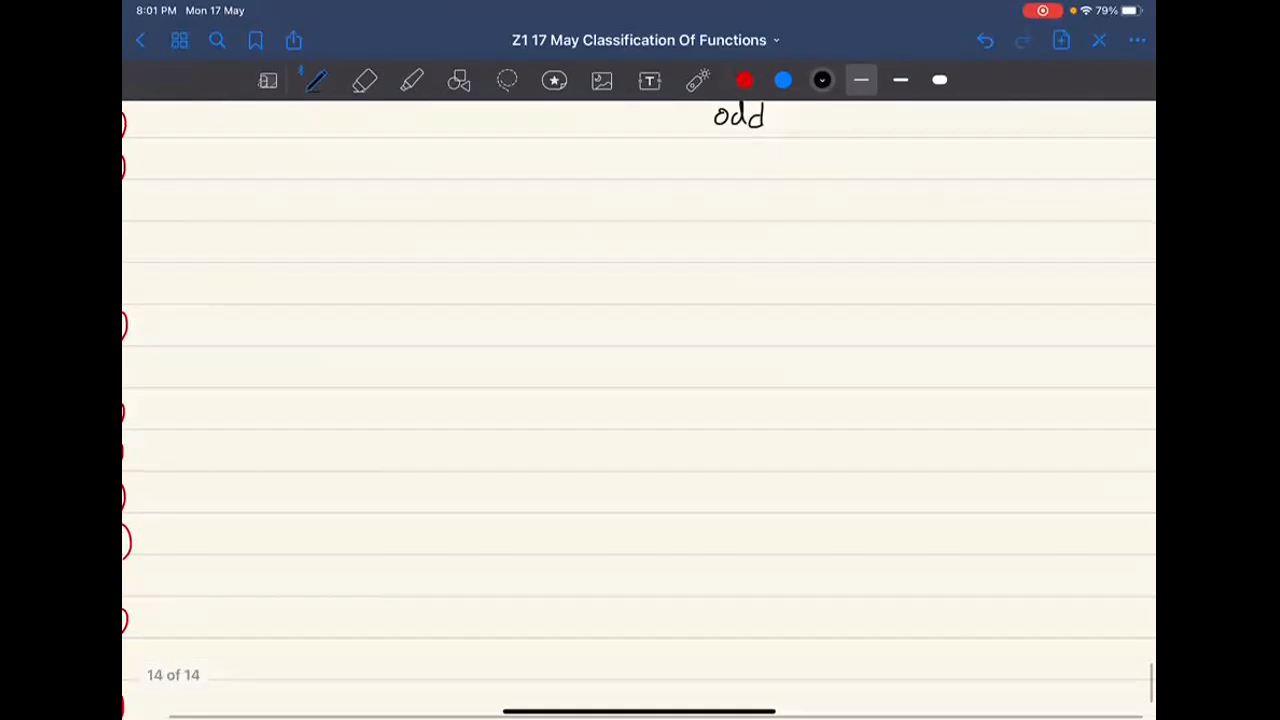 8:01 PM Mon 17 May
79%
Z1 17 May Classification Of Functions
T
odd
14 of 14